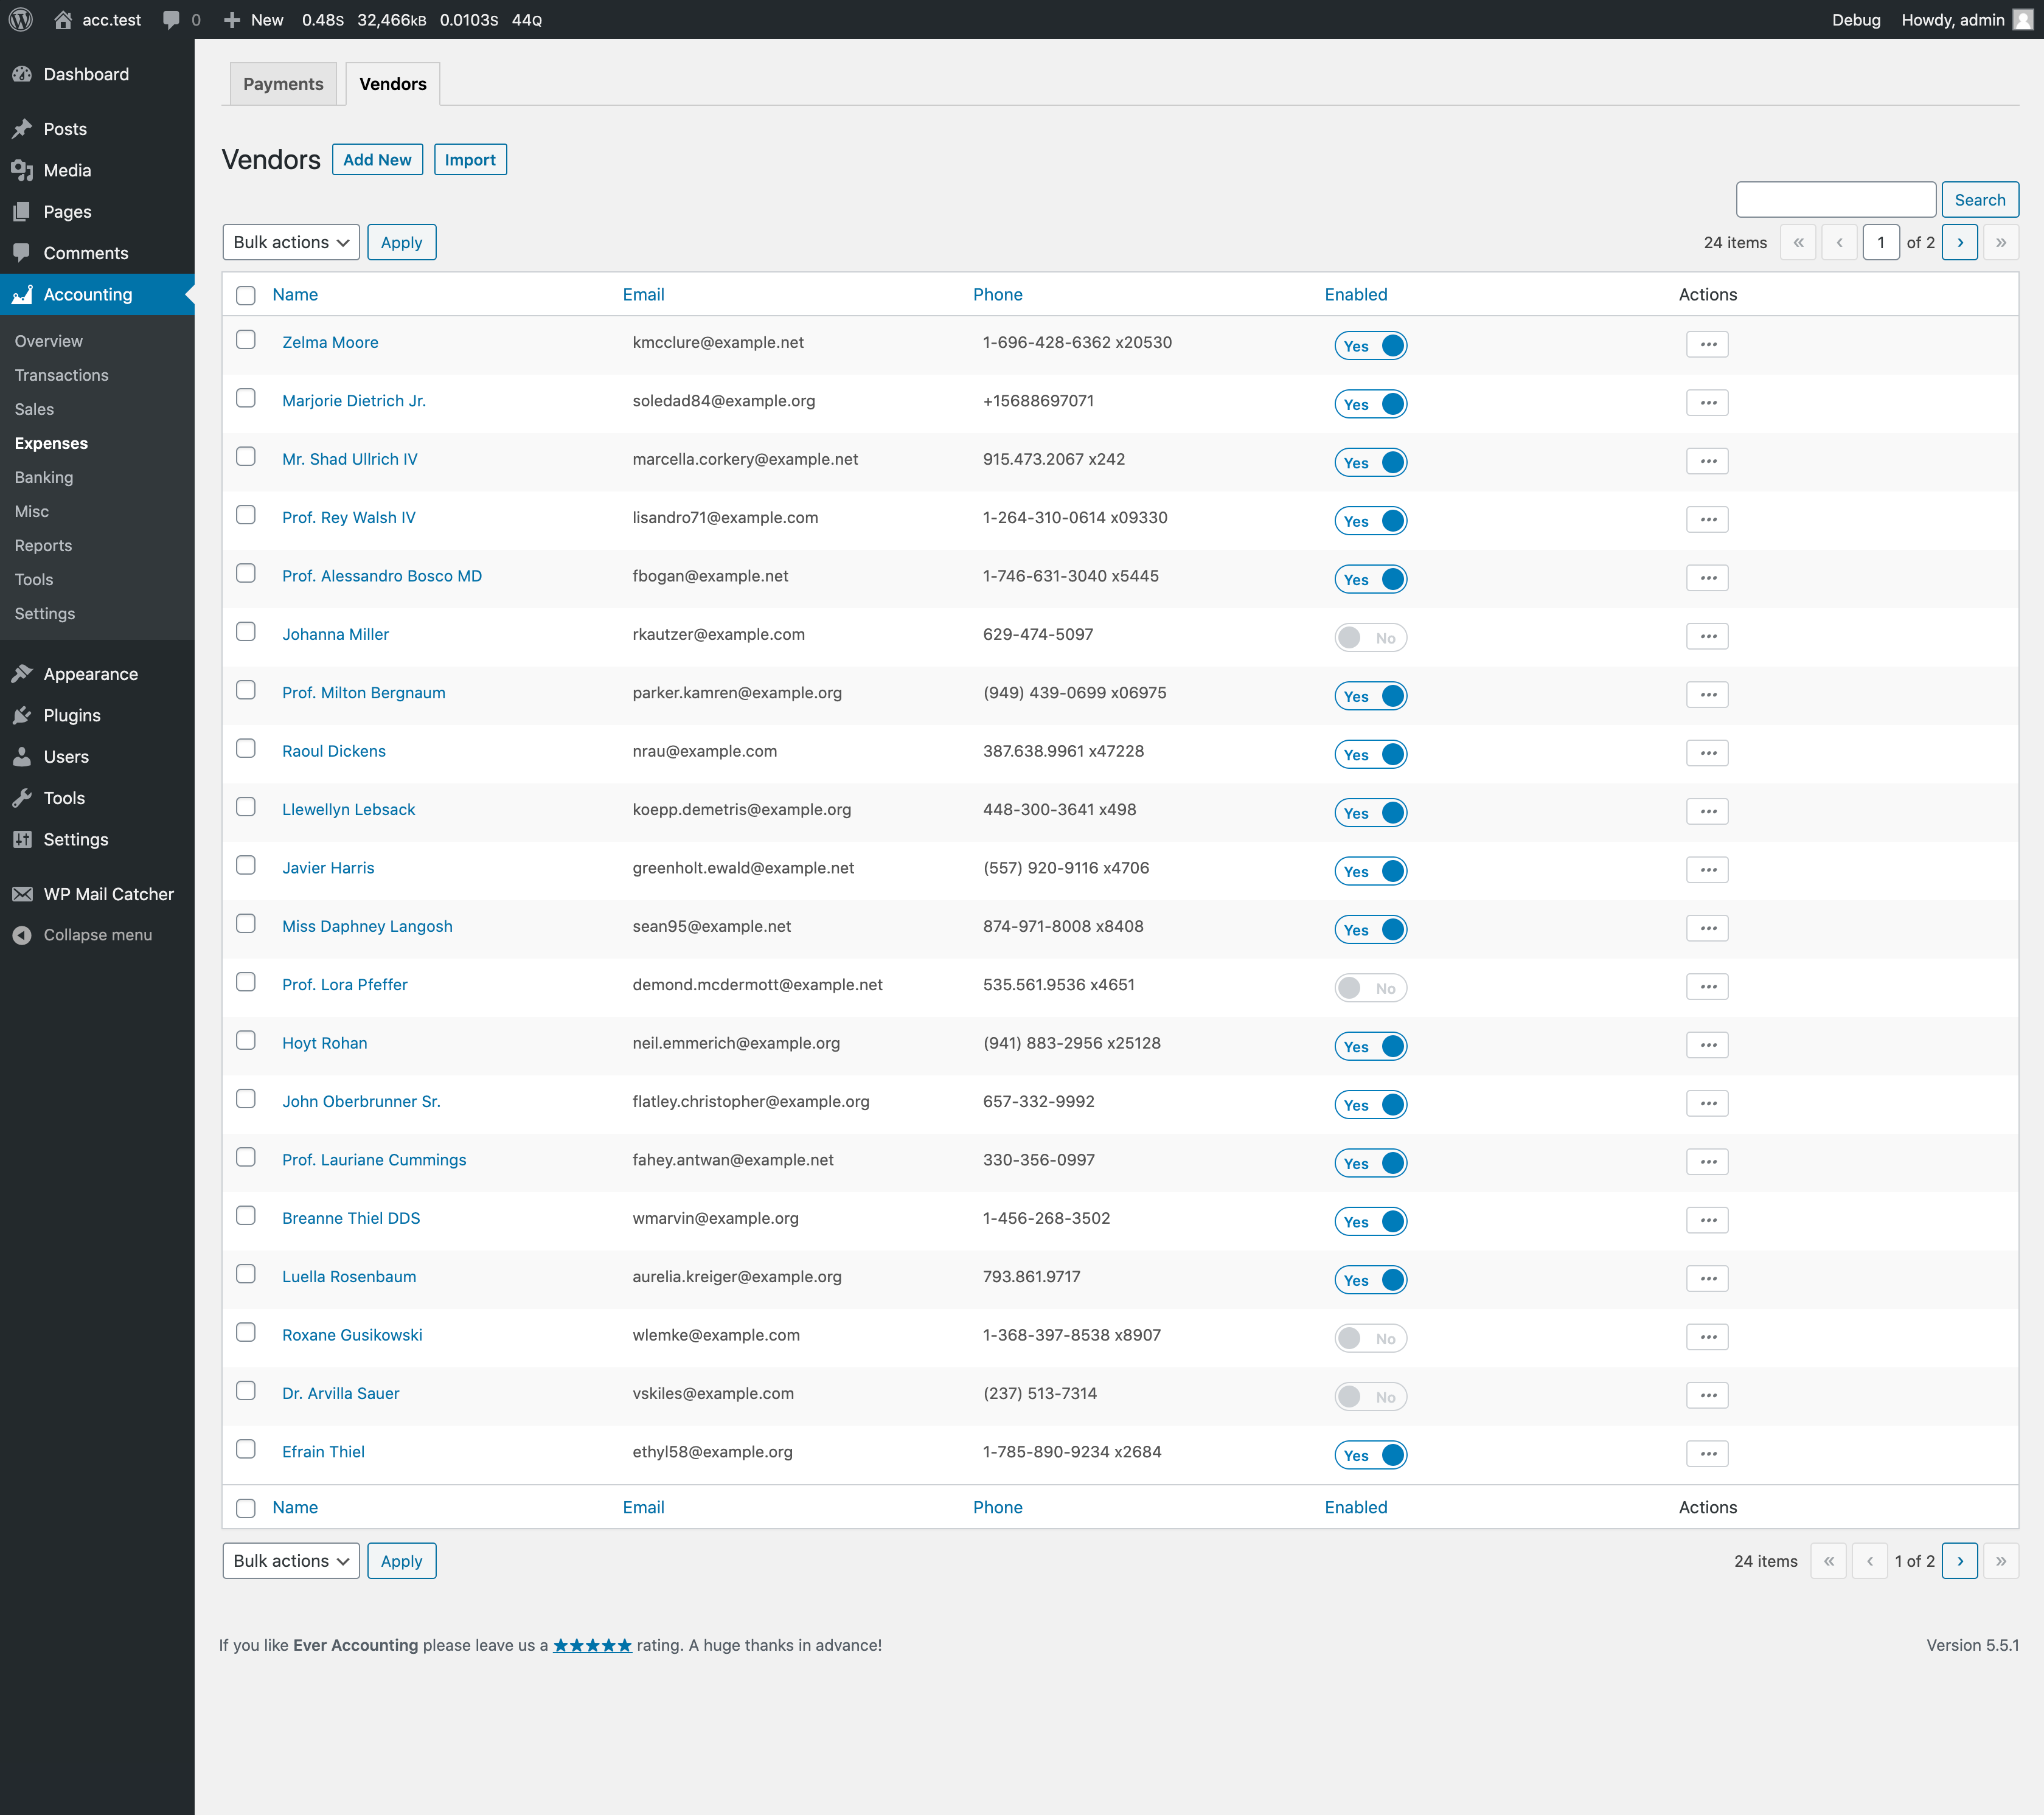 acc.test 0 New 0.48S 32,466KB 0.0103S 44Q Debug Howdy, admin
Dashboard
Posts
Media
Pages
Comments
Accounting
Overview
Transactions
Sales
Expenses
Banking
Misc
Reports
Tools
Settings
Appearance
Plugins
Users
Tools
Settings
WP Mail Catcher
Collapse menu
Payments Vendors
Vendors Add New Import
Search
Bulk actions Apply 24 items « ‹ 1 of 2 › »
Name Email Phone Enabled Actions
Zelma Moore kmcclure@example.net 1-696-428-6362 x20530 Yes •••
Marjorie Dietrich Jr. soledad84@example.org +15688697071 Yes •••
Mr. Shad Ullrich IV marcella.corkery@example.net 915.473.2067 x242 Yes •••
Prof. Rey Walsh IV lisandro71@example.com 1-264-310-0614 x09330 Yes •••
Prof. Alessandro Bosco MD fbogan@example.net 1-746-631-3040 x5445 Yes •••
Johanna Miller rkautzer@example.com 629-474-5097 No •••
Prof. Milton Bergnaum parker.kamren@example.org (949) 439-0699 x06975 Yes •••
Raoul Dickens nrau@example.com 387.638.9961 x47228 Yes •••
Llewellyn Lebsack koepp.demetris@example.org 448-300-3641 x498 Yes •••
Javier Harris greenholt.ewald@example.net (557) 920-9116 x4706 Yes •••
Miss Daphney Langosh sean95@example.net 874-971-8008 x8408 Yes •••
Prof. Lora Pfeffer demond.mcdermott@example.net 535.561.9536 x4651 No •••
Hoyt Rohan neil.emmerich@example.org (941) 883-2956 x25128 Yes •••
John Oberbrunner Sr. flatley.christopher@example.org 657-332-9992 Yes •••
Prof. Lauriane Cummings fahey.antwan@example.net 330-356-0997 Yes •••
Breanne Thiel DDS wmarvin@example.org 1-456-268-3502 Yes •••
Luella Rosenbaum aurelia.kreiger@example.org 793.861.9717 Yes •••
Roxane Gusikowski wlemke@example.com 1-368-397-8538 x8907 No •••
Dr. Arvilla Sauer vskiles@example.com (237) 513-7314 No •••
Efrain Thiel ethyl58@example.org 1-785-890-9234 x2684 Yes •••
Name Email Phone Enabled Actions
Bulk actions Apply 24 items « ‹ 1 of 2 › »
If you like Ever Accounting please leave us a ★★★★★ rating. A huge thanks in advance! Version 5.5.1